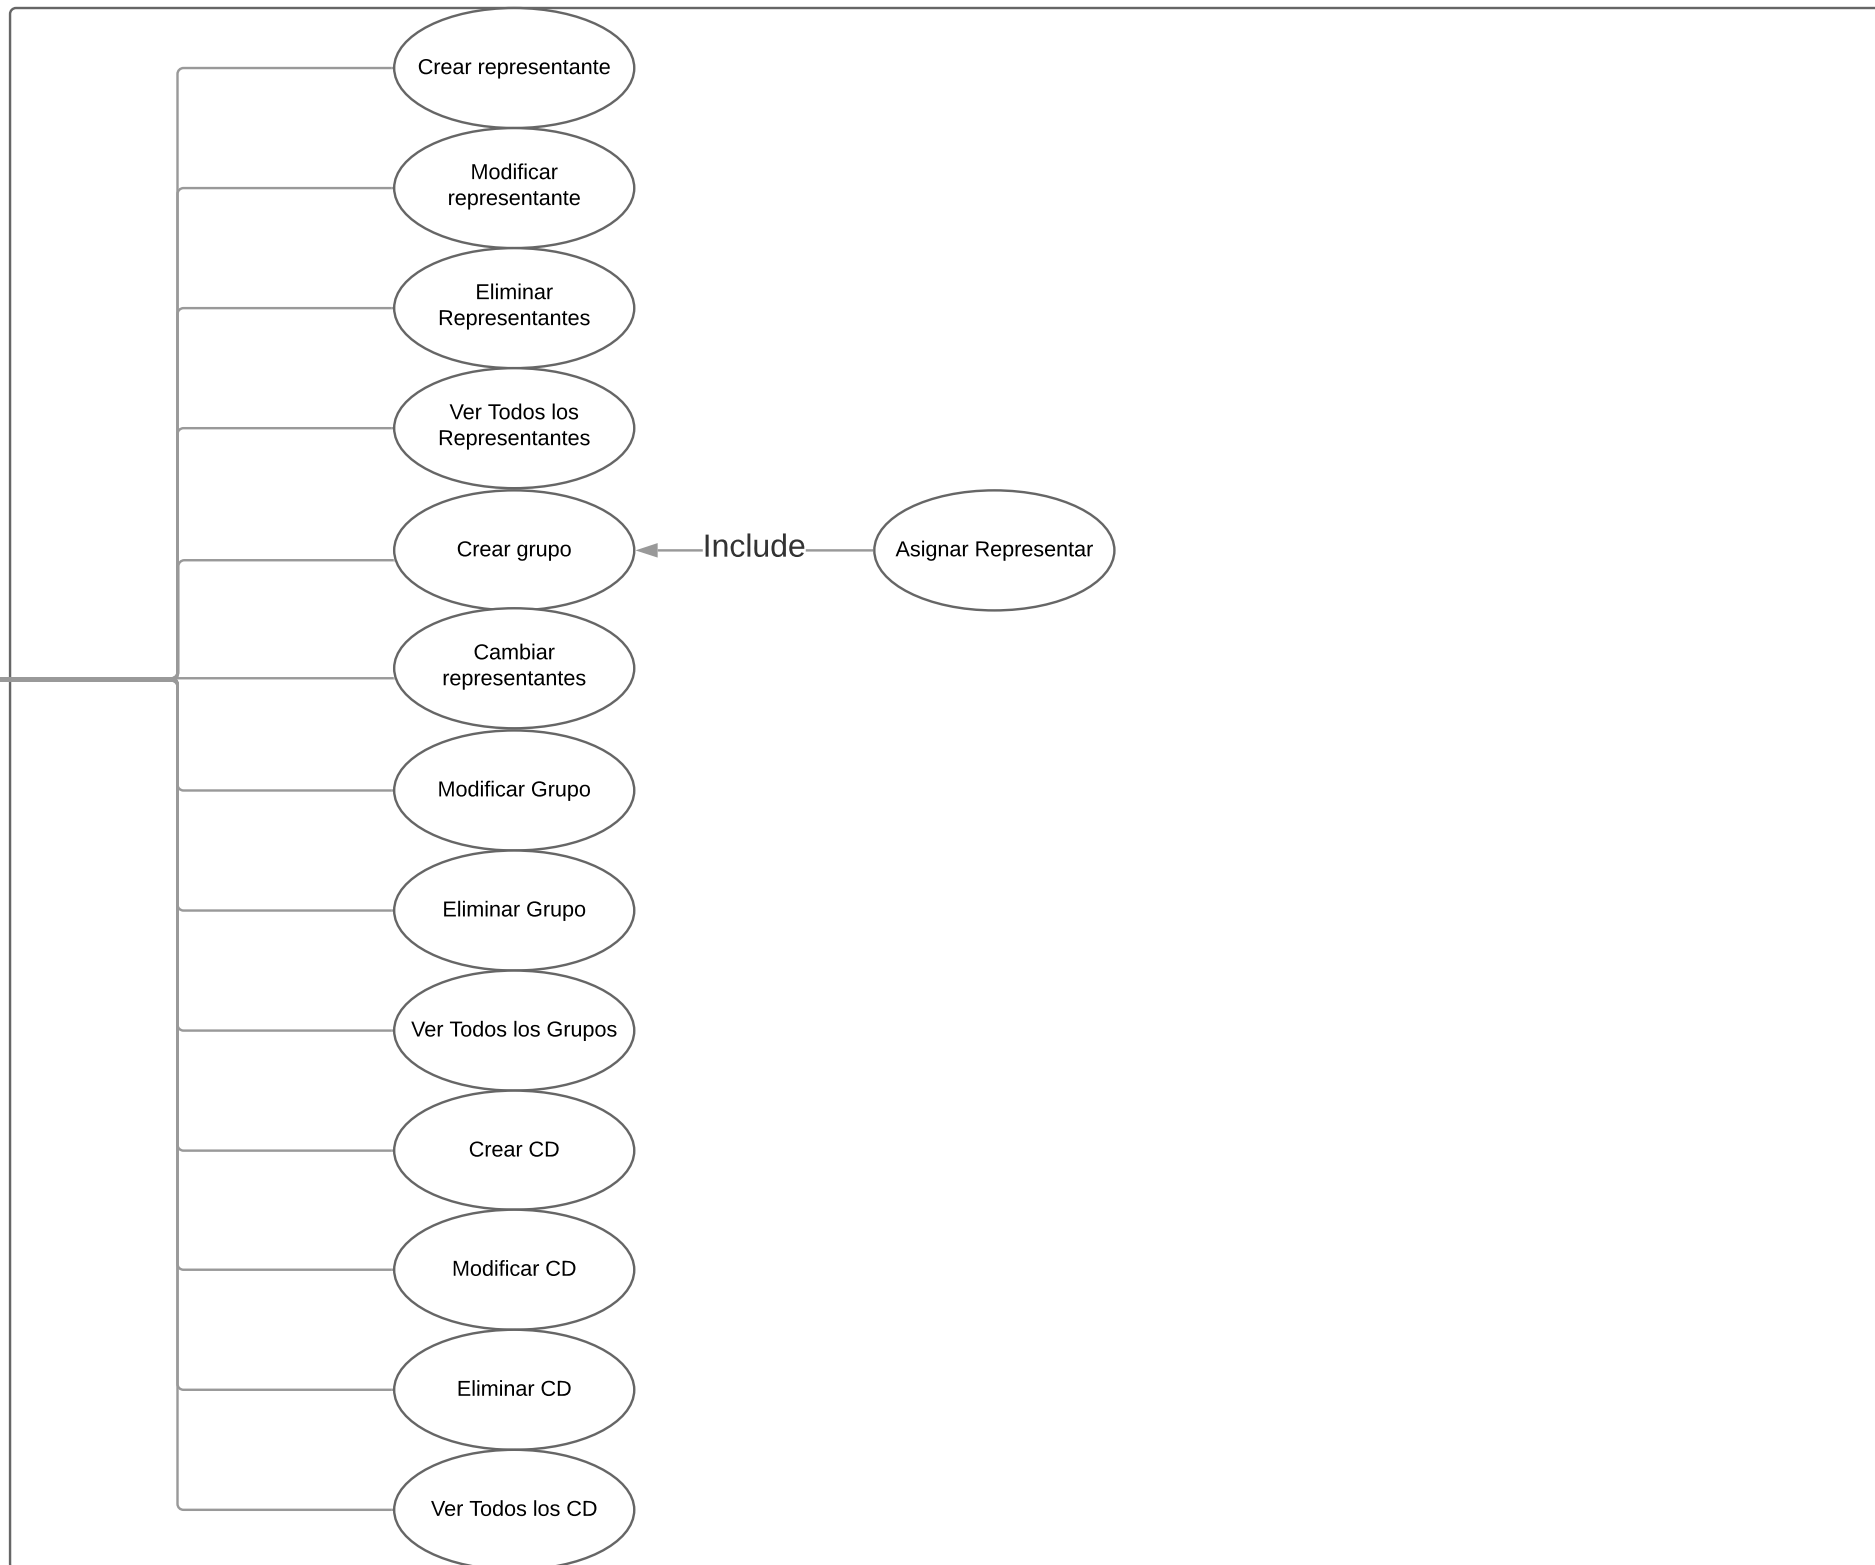 Crear representante
Modificar
representante
Eliminar
Representantes
Ver Todos los
Representantes
Crear grupo
Include
Asignar Representar
Cambiar
representantes
Modificar Grupo
Eliminar Grupo
Ver Todos los Grupos
Crear CD
Modificar CD
Eliminar CD
Ver Todos los CD